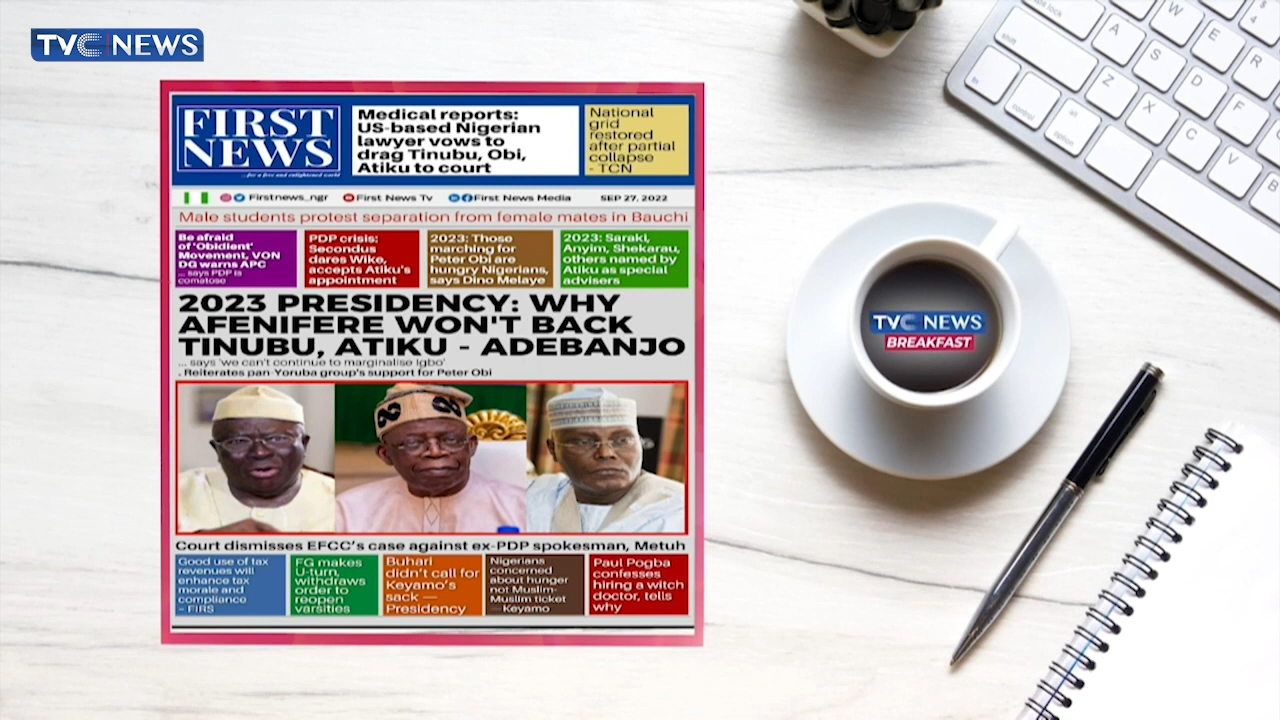 TVC NEWS
FIRST
NEWS
...for a free and enlightened world
Medical reports:
US-based Nigerian
lawyer vows to
drag Tinubu, Obi,
Atiku to court
National
grid
restored
after partial
collapse
- TCN
Firstnews_ngr First News Tv First News Media SEP 27, 2022
Male students protest separation from female mates in Bauchi
Be afraid
of 'Obidient'
Movement, VON
DG warns APC
... says PDP is
comatose
PDP crisis:
Secondus
dares Wike,
accepts Atiku's
appointment
2023: Those
marching for
Peter Obi are
hungry Nigerians,
says Dino Melaye
2023: Saraki,
Anyim, Shekarau,
others named by
Atiku as special
advisers
2023 PRESIDENCY: WHY
AFENIFERE WON'T BACK
TINUBU, ATIKU - ADEBANJO
... says 'we can't continue to marginalise Igbo'
. Reiterates pan-Yoruba group's support for Peter Obi
Court dismisses EFCC's case against ex-PDP spokesman, Metuh
Good use of tax
revenues will
enhance tax
morale and
compliance
- FIRS
FG makes
U-turn,
withdraws
order to
reopen
varsities
Buhari
didn't call for
Keyamo's
sack —
Presidency
Nigerians
concerned
about hunger
not Muslim-
Muslim ticket
— Keyamo
Paul Pogba
confesses
hiring a witch
doctor, tells
why
TVC NEWS
BREAKFAST
caps lock
W
4
A
E
shift
S
R
Z
D
fn
X
F
control
alt
option
C
V
B